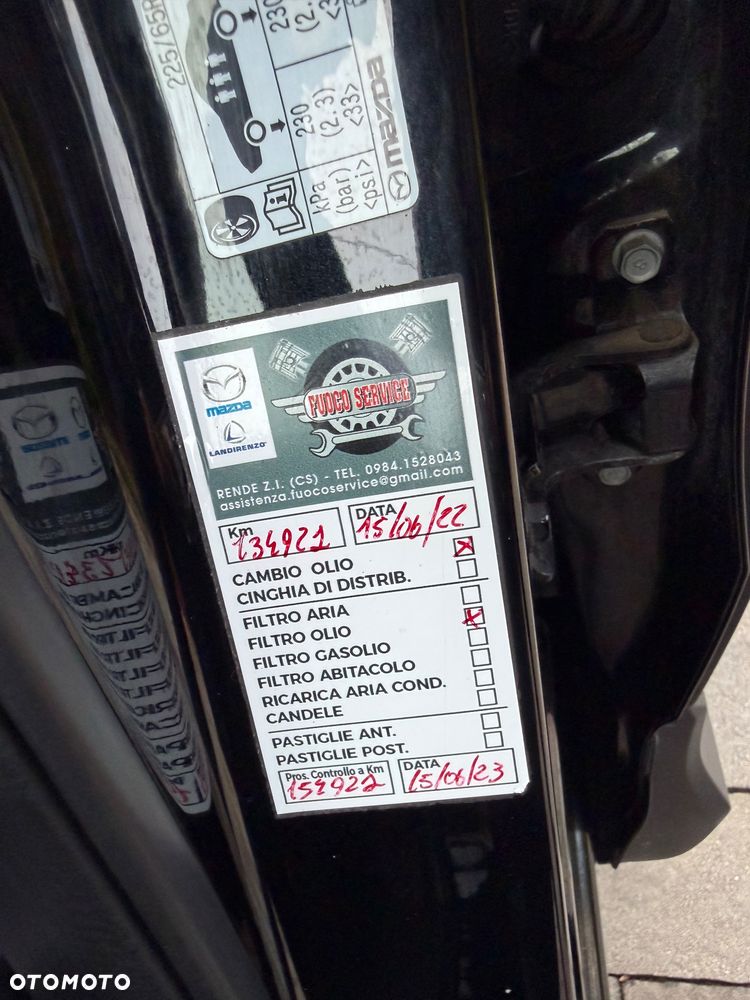 225/65R
230
(2.
<3
230
(2.3)
<33>
kPa
(bar)
<psi>
mazda
mazda
LANDIRENZO
FUOCO SERVICE
RENDE Z.I. (CS) - TEL. 0984.1528043
assistenza.fuocoservice@gmail.com
Km 134921 DATA 15/06/22
CAMBIO OLIO X
CINGHIA DI DISTRIB.
FILTRO ARIA
FILTRO OLIO X
FILTRO GASOLIO
FILTRO ABITACOLO
RICARICA ARIA COND.
CANDELE
PASTIGLIE ANT.
PASTIGLIE POST.
Pros. Controllo a Km 154921 DATA 15/06/23
OTOMOTO